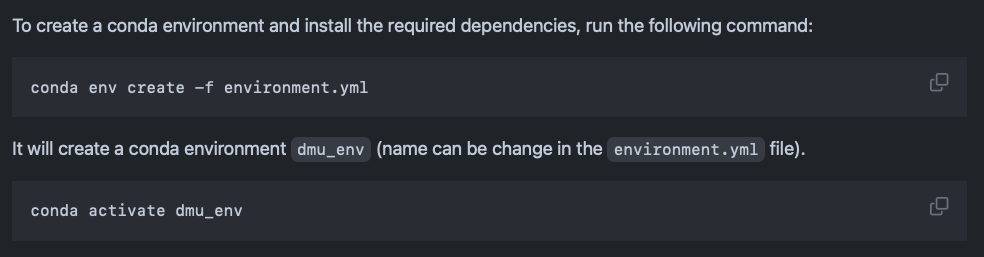 To create a conda environment and install the required dependencies, run the following command:
conda env create -f environment.yml
It will create a conda environment dmu_env (name can be change in the environment.yml file).
conda activate dmu_env